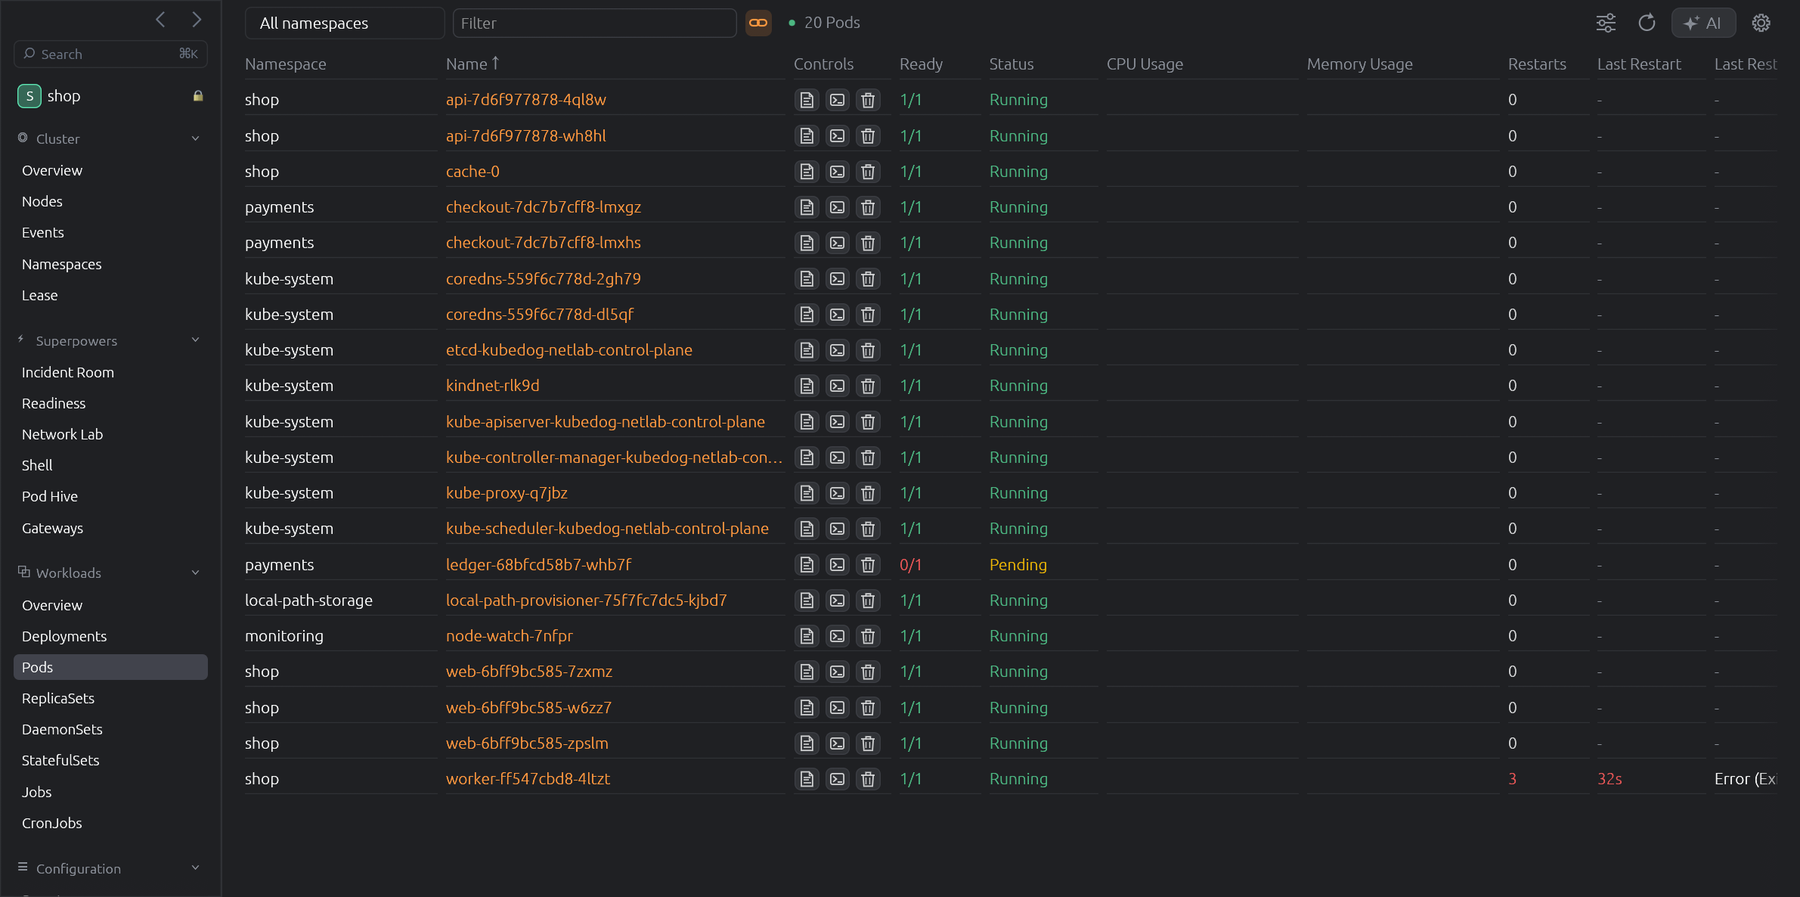 All namespaces
Filter
20 Pods
AI
Search ⌘K
S shop
Cluster
Overview
Nodes
Events
Namespaces
Lease
Superpowers
Incident Room
Readiness
Network Lab
Shell
Pod Hive
Gateways
Workloads
Overview
Deployments
Pods
ReplicaSets
DaemonSets
StatefulSets
Jobs
CronJobs
Configuration
Namespace Name ↑ Controls Ready Status CPU Usage Memory Usage Restarts Last Restart Last Rest
shop api-7d6f977878-4ql8w 1/1 Running 0 - -
shop api-7d6f977878-wh8hl 1/1 Running 0 - -
shop cache-0 1/1 Running 0 - -
payments checkout-7dc7b7cff8-lmxgz 1/1 Running 0 - -
payments checkout-7dc7b7cff8-lmxhs 1/1 Running 0 - -
kube-system coredns-559f6c778d-2gh79 1/1 Running 0 - -
kube-system coredns-559f6c778d-dl5qf 1/1 Running 0 - -
kube-system etcd-kubedog-netlab-control-plane 1/1 Running 0 - -
kube-system kindnet-rlk9d 1/1 Running 0 - -
kube-system kube-apiserver-kubedog-netlab-control-plane 1/1 Running 0 - -
kube-system kube-controller-manager-kubedog-netlab-con... 1/1 Running 0 - -
kube-system kube-proxy-q7jbz 1/1 Running 0 - -
kube-system kube-scheduler-kubedog-netlab-control-plane 1/1 Running 0 - -
payments ledger-68bfcd58b7-whb7f 0/1 Pending 0 - -
local-path-storage local-path-provisioner-75f7fc7dc5-kjbd7 1/1 Running 0 - -
monitoring node-watch-7nfpr 1/1 Running 0 - -
shop web-6bff9bc585-7zxmz 1/1 Running 0 - -
shop web-6bff9bc585-w6zz7 1/1 Running 0 - -
shop web-6bff9bc585-zpslm 1/1 Running 0 - -
shop worker-ff547cbd8-4ltzt 1/1 Running 3 32s Error (Exi